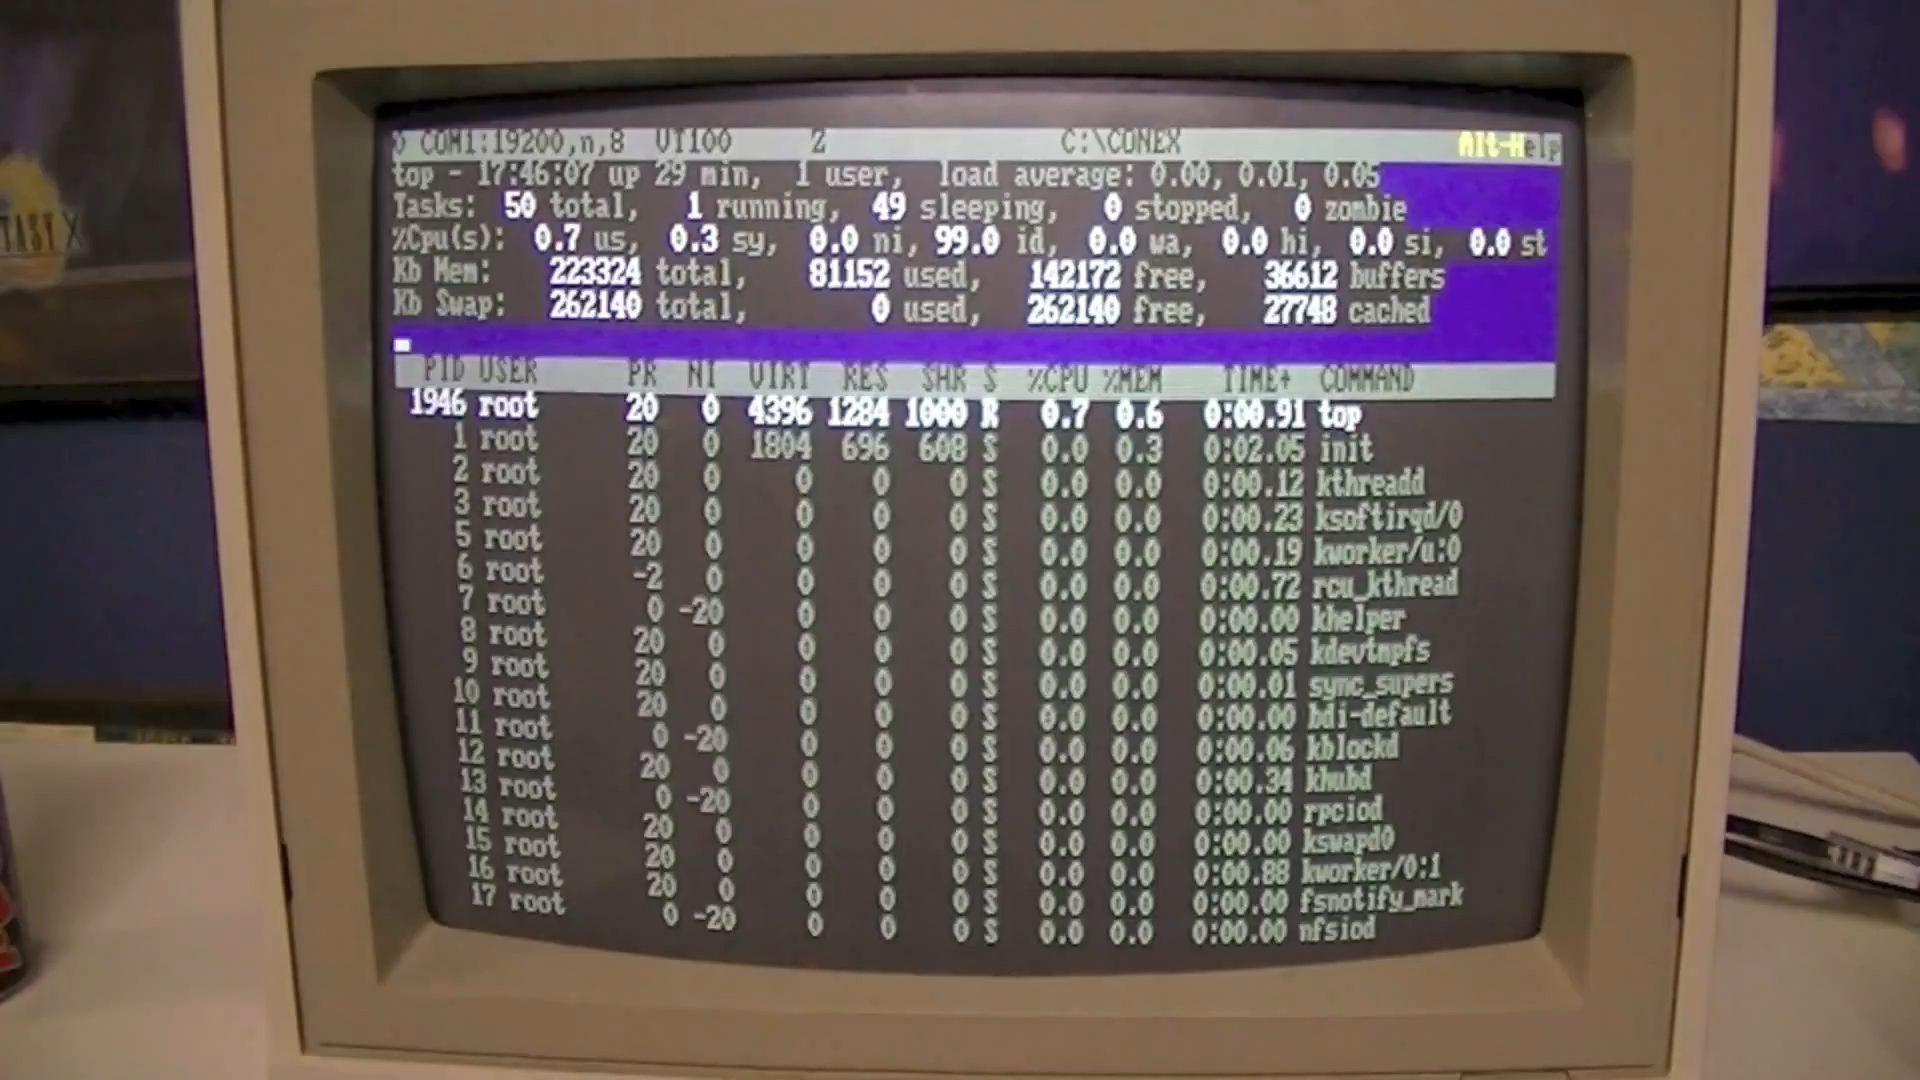 COM1:19200,n,8 VT100 2 C:\CONEX Alt-Help
top - 17:46:07 up 29 min, 1 user, load average: 0.00, 0.01, 0.05
Tasks: 50 total, 1 running, 49 sleeping, 0 stopped, 0 zombie
%Cpu(s): 0.7 us, 0.3 sy, 0.0 ni, 99.0 id, 0.0 wa, 0.0 hi, 0.0 si, 0.0 st
Kb Mem: 223324 total, 81152 used, 142172 free, 36612 buffers
Kb Swap: 262140 total, 0 used, 262140 free, 27748 cached
PID USER PR NI VIRT RES SHR S %CPU %MEM TIME+ COMMAND
1946 root 20 0 4396 1284 1000 R 0.7 0.6 0:00.91 top
1 root 20 0 1804 696 608 S 0.0 0.3 0:02.05 init
2 root 20 0 0 0 0 S 0.0 0.0 0:00.12 kthreadd
3 root 20 0 0 0 0 S 0.0 0.0 0:00.23 ksoftirqd/0
5 root 20 0 0 0 0 S 0.0 0.0 0:00.19 kworker/u:0
6 root -2 0 0 0 0 S 0.0 0.0 0:00.72 rcu_kthread
7 root 0 -20 0 0 0 S 0.0 0.0 0:00.00 khelper
8 root 20 0 0 0 0 S 0.0 0.0 0:00.05 kdevtmpfs
9 root 20 0 0 0 0 S 0.0 0.0 0:00.01 sync_supers
10 root 20 0 0 0 0 S 0.0 0.0 0:00.00 bdi-default
11 root 0 -20 0 0 0 S 0.0 0.0 0:00.06 kblockd
12 root 20 0 0 0 0 S 0.0 0.0 0:00.34 khubd
13 root 0 -20 0 0 0 S 0.0 0.0 0:00.00 rpciod
14 root 20 0 0 0 0 S 0.0 0.0 0:00.00 kswapd0
15 root 20 0 0 0 0 S 0.0 0.0 0:00.88 kworker/0:1
16 root 20 0 0 0 0 S 0.0 0.0 0:00.00 fsnotify_mark
17 root 0 -20 0 0 0 S 0.0 0.0 0:00.00 nfsiod